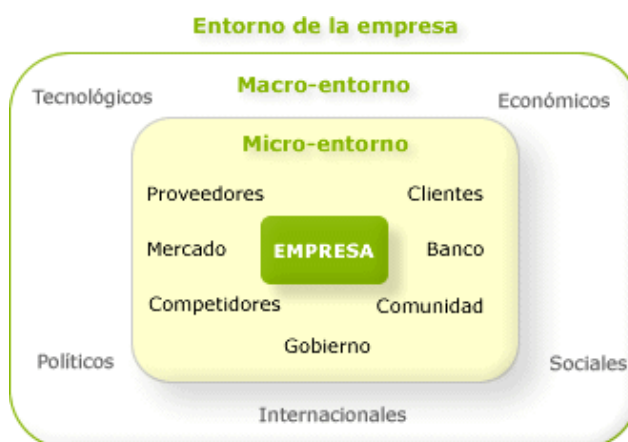 Entorno de la empresa
Macro-entorno
Tecnológicos
Económicos
Micro-entorno
Proveedores
Clientes
Mercado
EMPRESA
Banco
Competidores
Comunidad
Gobierno
Políticos
Sociales
Internacionales